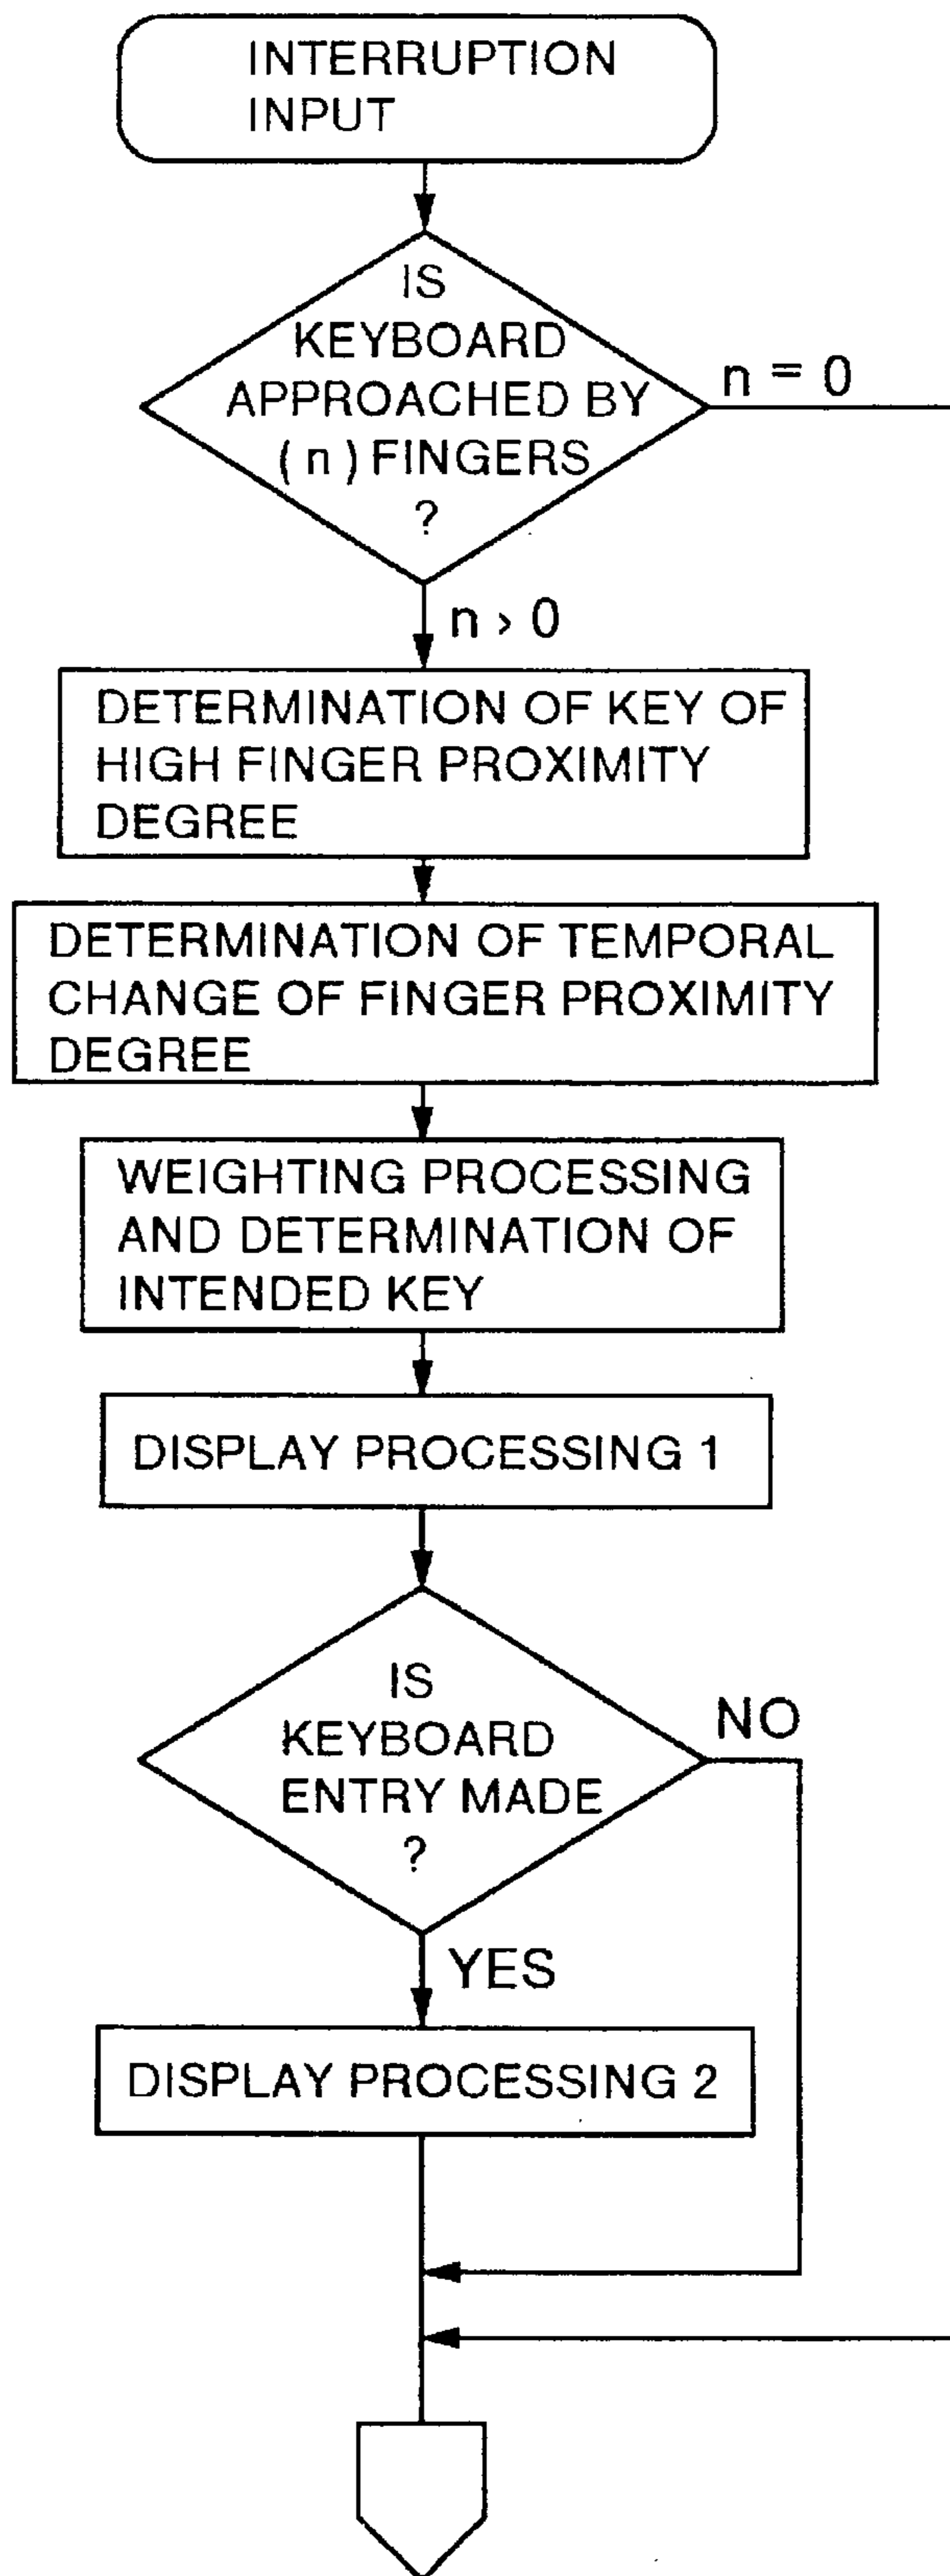 INTERRUPTION
INPUT
IS
KEYBOARD
APPROACHED BY
( n ) FINGERS
?
n = 0
n > 0
DETERMINATION OF KEY OF
HIGH FINGER PROXIMITY
DEGREE
DETERMINATION OF TEMPORAL
CHANGE OF FINGER PROXIMITY
DEGREE
WEIGHTING PROCESSING
AND DETERMINATION OF
INTENDED KEY
DISPLAY PROCESSING 1
IS
KEYBOARD
ENTRY MADE
?
NO
YES
DISPLAY PROCESSING 2